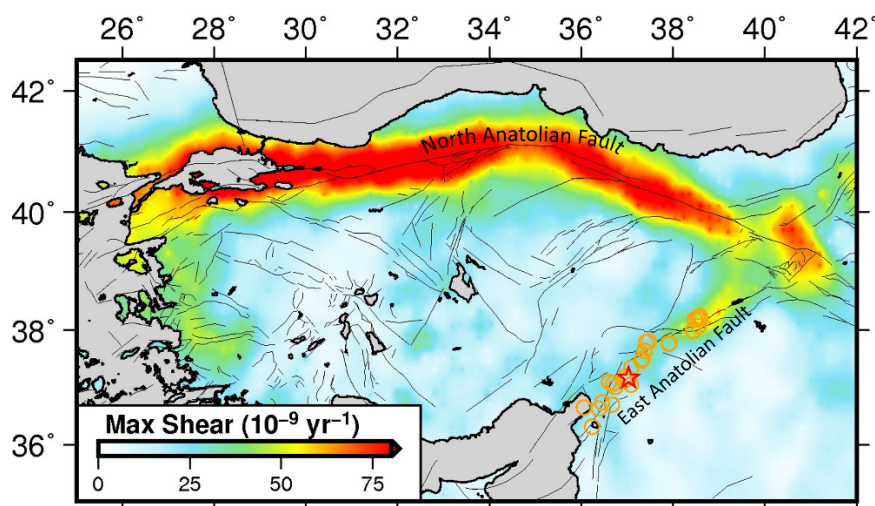 26° 28° 30° 32° 34° 36° 38° 40° 42°
42°
North Anatolian Fault
40°
38°
East Anatolian Fault
36°
Max Shear (10⁻⁹ yr⁻¹)
0 25 50 75